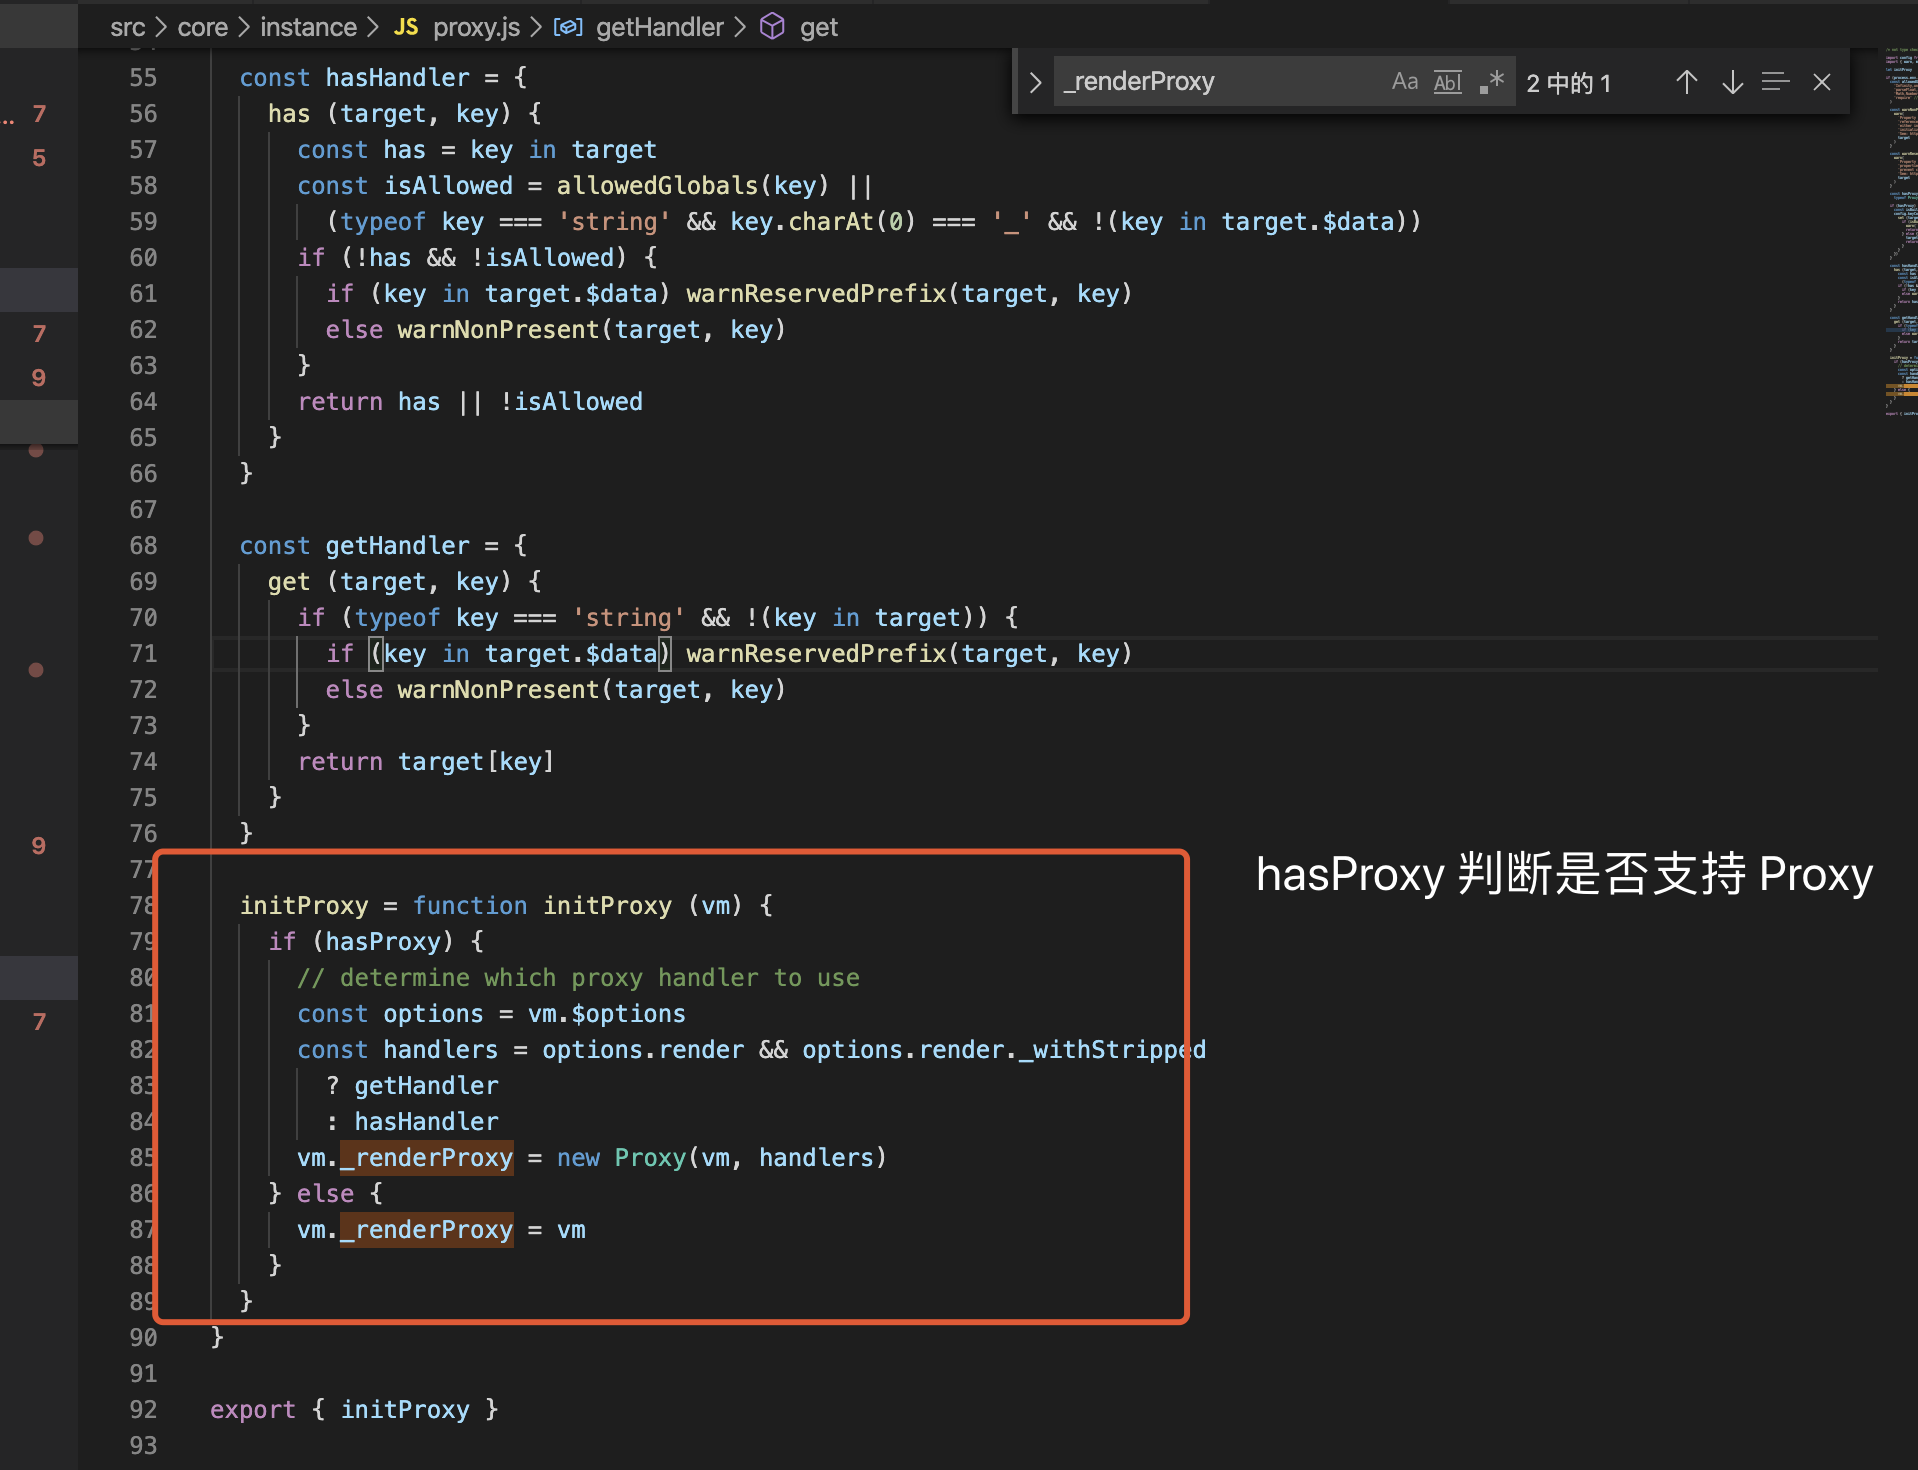 src > core > instance > JS proxy.js > getHandler > get
_renderProxy Aa Abl .* 2 中的 1
... 7
5
7
9
9
7
55 const hasHandler = {
56 has (target, key) {
57 const has = key in target
58 const isAllowed = allowedGlobals(key) ||
59 (typeof key === 'string' && key.charAt(0) === '_' && !(key in target.$data))
60 if (!has && !isAllowed) {
61 if (key in target.$data) warnReservedPrefix(target, key)
62 else warnNonPresent(target, key)
63 }
64 return has || !isAllowed
65 }
66 }
67
68 const getHandler = {
69 get (target, key) {
70 if (typeof key === 'string' && !(key in target)) {
71 if (key in target.$data) warnReservedPrefix(target, key)
72 else warnNonPresent(target, key)
73 }
74 return target[key]
75 }
76 }
77
hasProxy 判断是否支持 Proxy
78 initProxy = function initProxy (vm) {
79 if (hasProxy) {
80 // determine which proxy handler to use
81 const options = vm.$options
82 const handlers = options.render && options.render._withStripped
83 ? getHandler
84 : hasHandler
85 vm._renderProxy = new Proxy(vm, handlers)
86 } else {
87 vm._renderProxy = vm
88 }
89 }
90 }
91
92 export { initProxy }
93